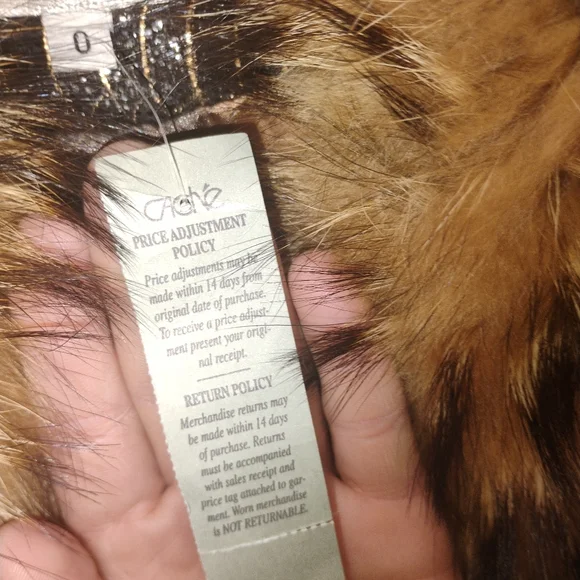 0
Caché
PRICE ADJUSTMENT
POLICY
Price adjustments may be
made within 14 days from
original date of purchase.
To receive a price adjust-
ment present your origi-
nal receipt.
RETURN POLICY
Merchandise returns may
be made within 14 days
of purchase. Returns
must be accompanied
with sales receipt and
price tag attached to gar-
ment. Worn merchandise
is NOT RETURNABLE.